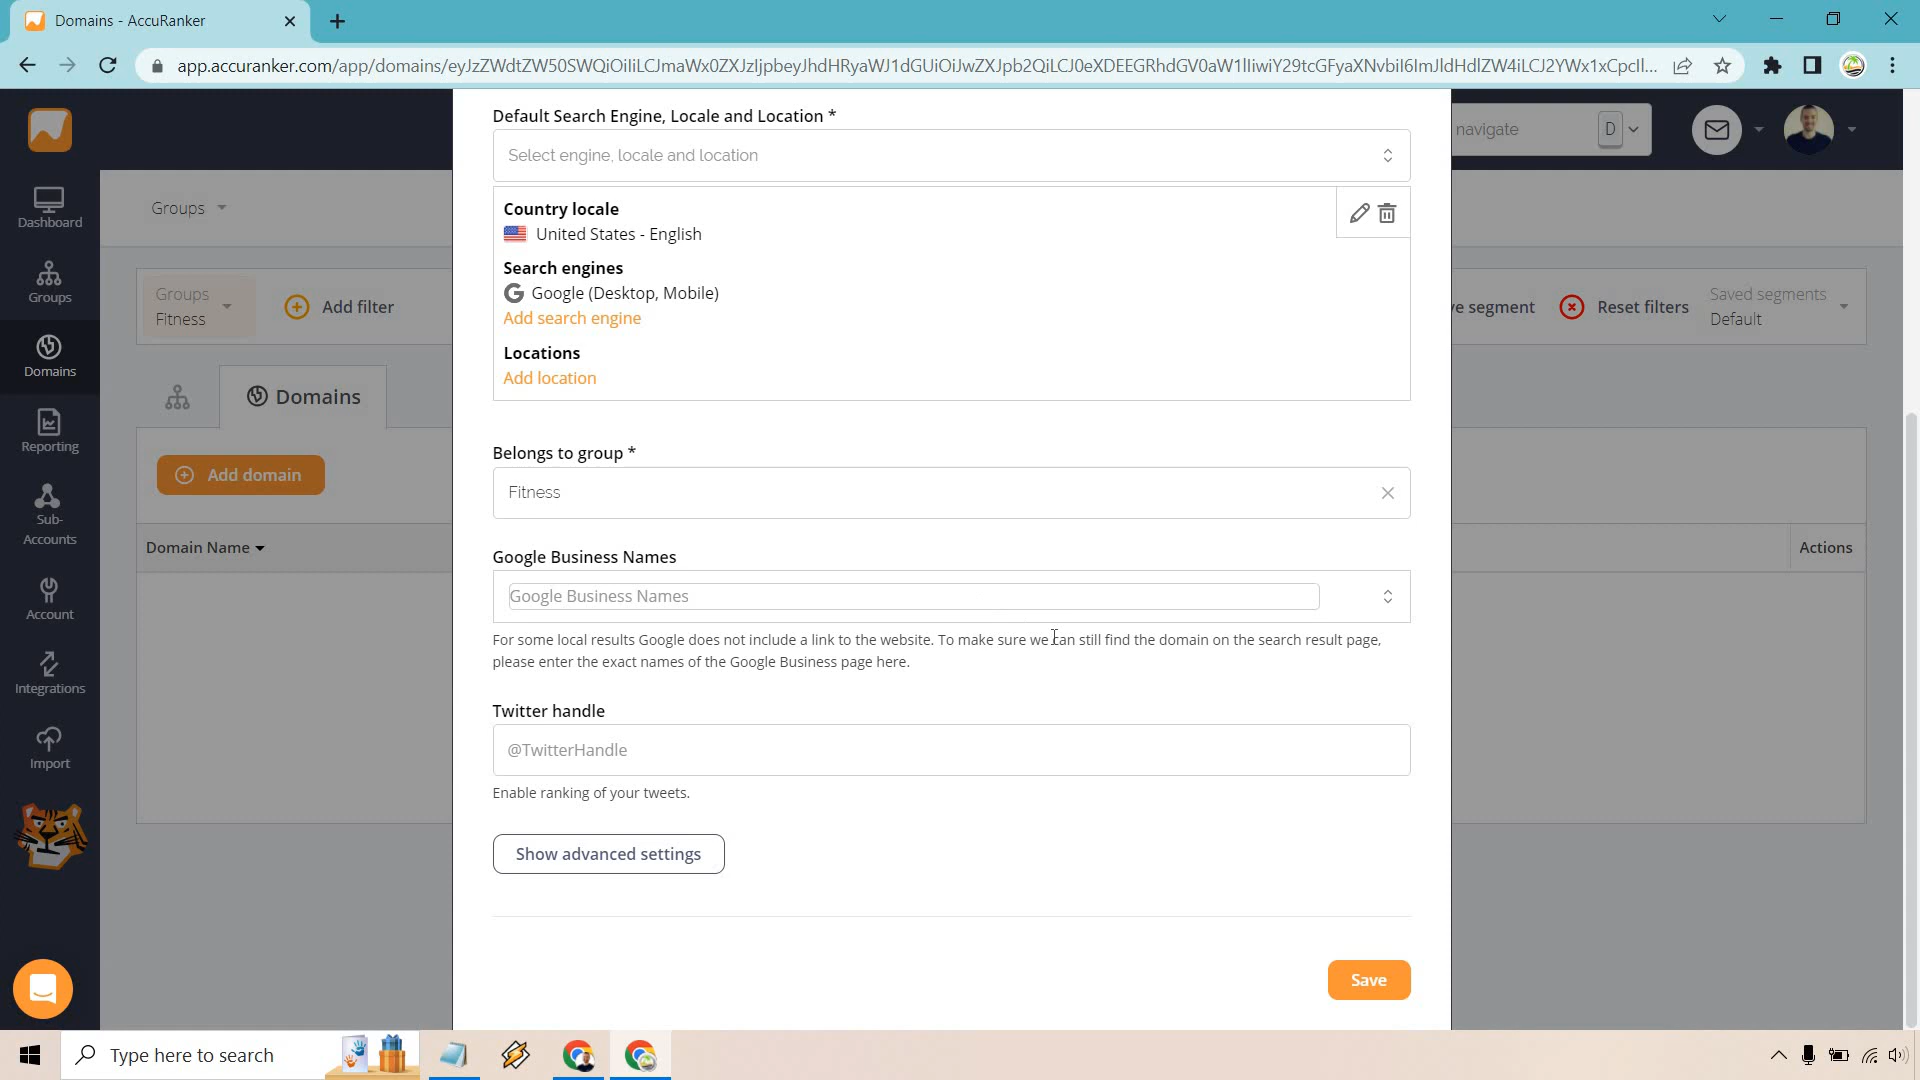 Domains - AccuRanker
Default Search Engine, Locale and Location *
navigate
D
Select engine, locale and location
Dashboard
Groups
Country locale
United States - English
Groups
Search engines
Google (Desktop, Mobile)
Add search engine
Groups
Fitness
Add filter
ve segment
Reset filters
Saved segments
Default
Locations
Add location
Domains
Domains
Reporting
Belongs to group *
Fitness
Add domain
Sub-
Accounts
Domain Name
Actions
Google Business Names
Google Business Names
Account
For some local results Google does not include a link to the website. To make sure we can still find the domain on the search result page,
please enter the exact names of the Google Business page here.
Integrations
Twitter handle
@TwitterHandle
Import
Enable ranking of your tweets.
Show advanced settings
Save
Type here to search